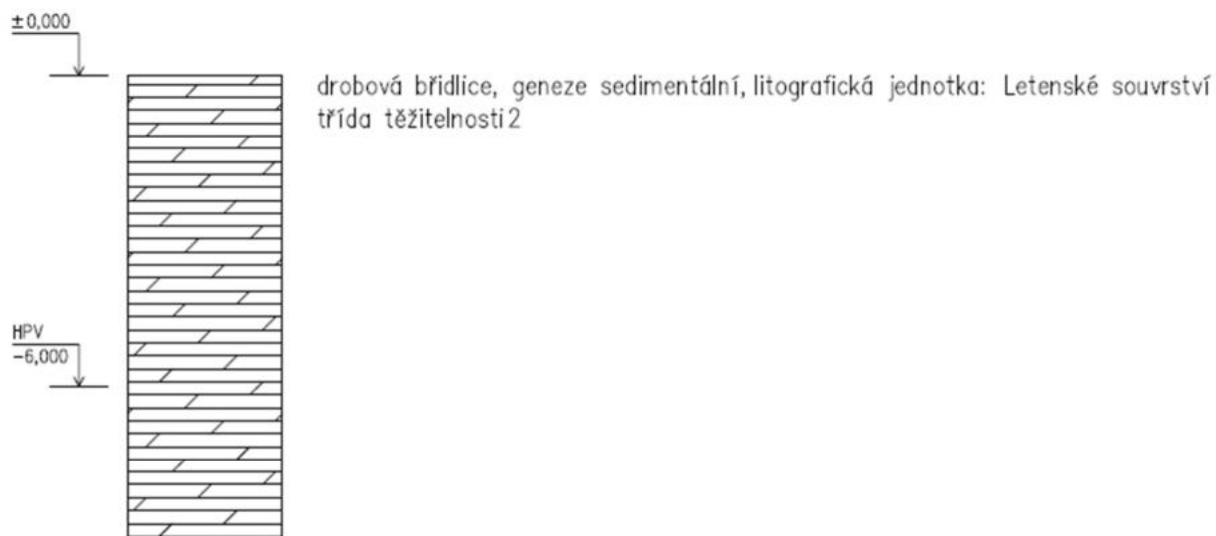 ±0,000
drobová břidlice, geneze sedimentální, litografická jednotka: Letenské souvrství
třída těžitelnosti 2
HPV
-6,000